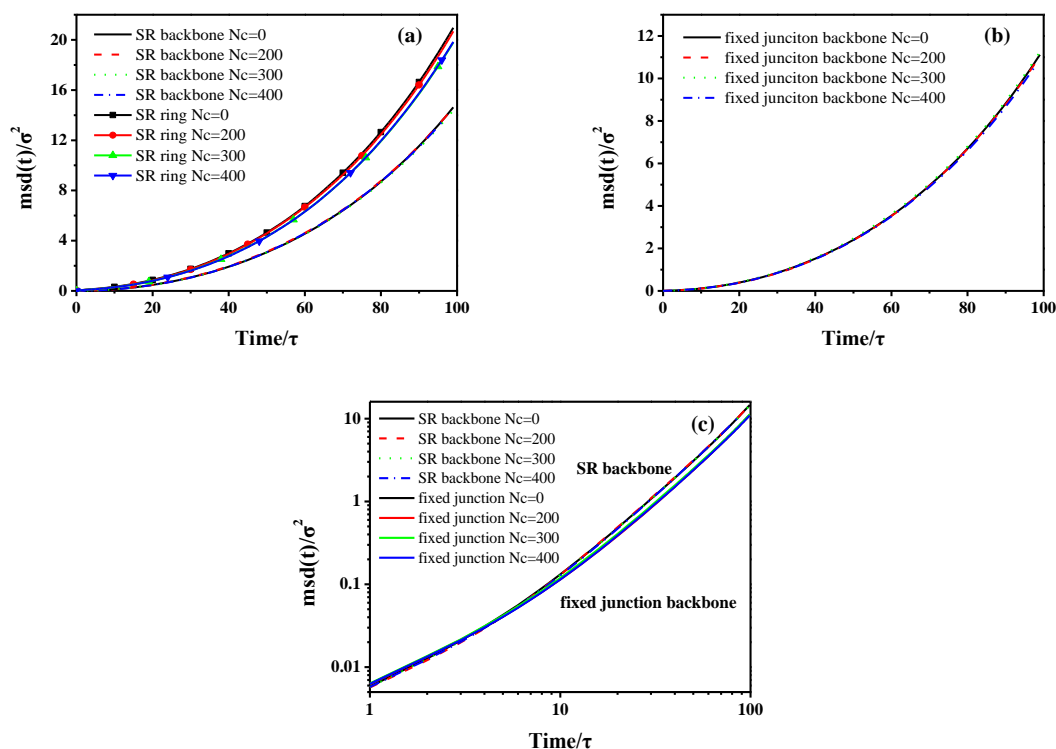 (a)
SR backbone Nc=0
SR backbone Nc=200
SR backbone Nc=300
SR backbone Nc=400
SR ring Nc=0
SR ring Nc=200
SR ring Nc=300
SR ring Nc=400
20
16
12
8
4
0
msd(t)/σ²
0 20 40 60 80 100
Time/τ
(b)
fixed junciton backbone Nc=0
fixed junciton backbone Nc=200
fixed junciton backbone Nc=300
fixed junciton backbone Nc=400
12
10
8
6
4
2
0
msd(t)/σ²
0 20 40 60 80 100
Time/τ
(c)
SR backbone Nc=0
SR backbone Nc=200
SR backbone Nc=300
SR backbone Nc=400
fixed junction Nc=0
fixed junction Nc=200
fixed junction Nc=300
fixed junction Nc=400
SR backbone
fixed junction backbone
10
1
0.1
0.01
msd(t)/σ²
1 10 100
Time/τ